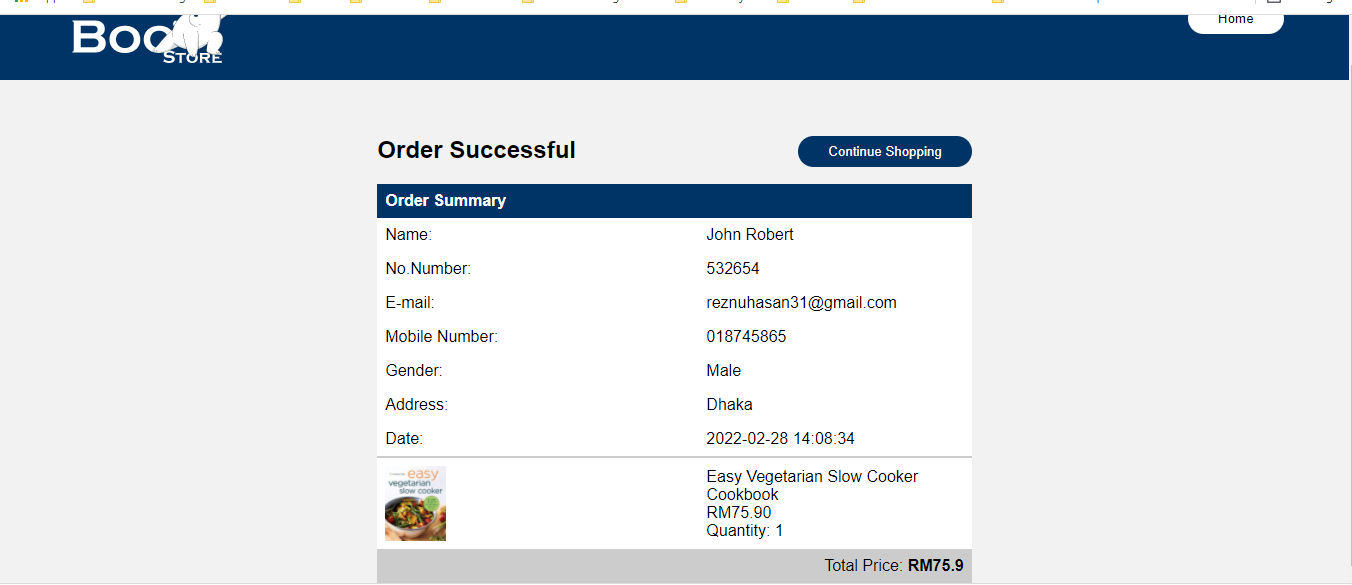 Home
STORE
Order Successful
Continue Shopping
Order Summary
Name: John Robert
No.Number: 532654
E-mail: reznuhasan31@gmail.com
Mobile Number: 018745865
Gender: Male
Address: Dhaka
Date: 2022-02-28 14:08:34
easy
vegetarian
slow cooker
Easy Vegetarian Slow Cooker
Cookbook
RM75.90
Quantity: 1
Total Price: RM75.9